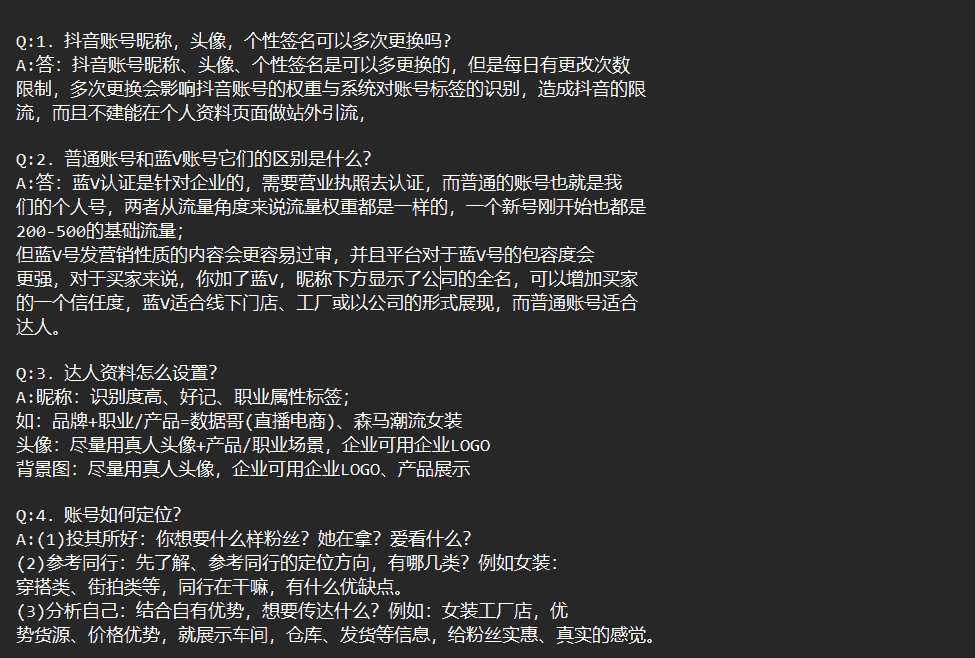 Q:1. 抖音账号昵称，头像，个性签名可以多次更换吗?
A:答: 抖音账号昵称、头像、个性签名是可以多更换的，但是每日有更改次数
限制，多次更换会影响抖音账号的权重与系统对账号标签的识别，造成抖音的限
流，而且不建能在个人资料页面做站外引流，
Q:2. 普通账号和蓝V账号它们的区别是什么?
A:答: 蓝V认证是针对企业的，需要营业执照去认证，而普通的账号也就是我
们的个人号，两者从流量角度来说流量权重都是一样的，一个新号刚开始也都是
200-500的基础流量;
但蓝V号发营销性质的内容会更容易过审，并且平台对于蓝V号的包容度会
更强，对于买家来说，你加了蓝V，昵称下方显示了公司的全名，可以增加买家
的一个信任度，蓝V适合线下门店、工厂或以公司的形式展现，而普通账号适合
达人。
Q:3. 达人资料怎么设置?
A:昵称: 识别度高、好记、职业属性标签;
如: 品牌+职业/产品=数据哥(直播电商)、森马潮流女装
头像: 尽量用真人头像+产品/职业场景，企业可用企业LOGO
背景图: 尽量用真人头像，企业可用企业LOGO、产品展示
Q:4. 账号如何定位?
A:(1)投其所好: 你想要什么样粉丝? 她在拿? 爱看什么?
(2)参考同行: 先了解、参考同行的定位方向，有哪几类? 例如女装:
穿搭类、街拍类等，同行在干嘛，有什么优缺点。
(3)分析自己: 结合自有优势，想要传达什么? 例如: 女装工厂店，优
势货源、价格优势，就展示车间，仓库、发货等信息，给粉丝实惠、真实的感觉。